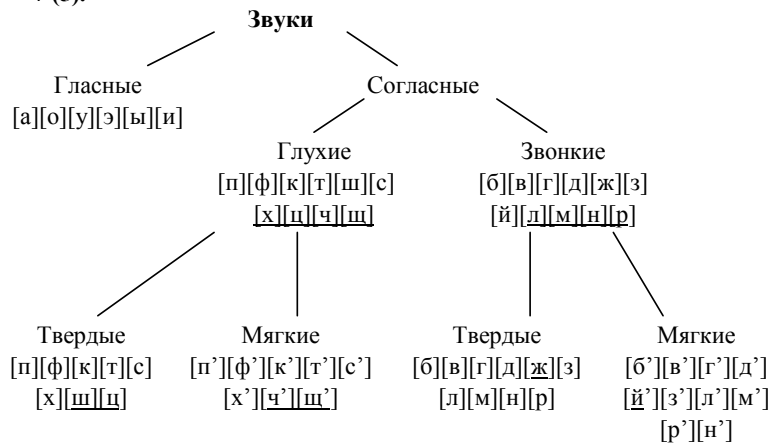 Звуки
Гласные
[а][о][у][э][ы][и]
Согласные
Глухие
[п][ф][к][т][ш][с]
[х][ц][ч][щ]
Звонкие
[б][в][г][д][ж][з]
[й][л][м][н][р]
Твердые
[п][ф][к][т][с]
[х][ш][ц]
Мягкие
[п’][ф’][к’][т’][с’]
[х’][ч’][щ’]
Твердые
[б][в][г][д][ж][з]
[л][м][н][р]
Мягкие
[б’][в’][г’][д’]
[й’][з’][л’][м’]
[р’][н’]